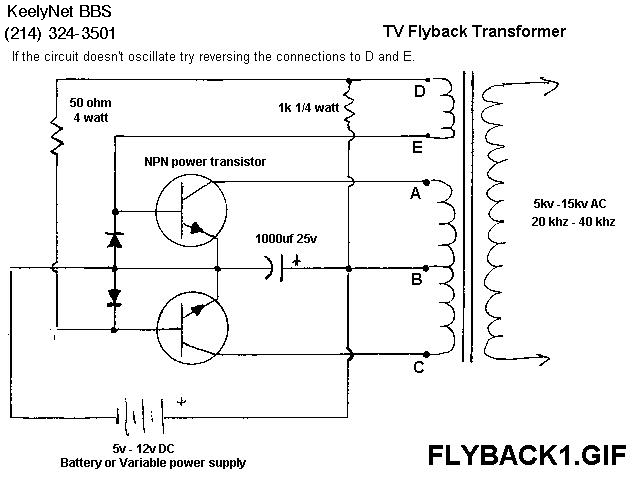 KeelyNet BBS
(214) 324-3501
TV Flyback Transformer
If the circuit doesn't oscillate try reversing the connections to D and E.
50 ohm
4 watt
1k 1/4 watt
D
E
NPN power transistor
A
5kv -15kv AC
20 khz - 40 khz
1000uf 25v
+
B
C
+
5v - 12v DC
Battery or Variable power supply
FLYBACK1.GIF